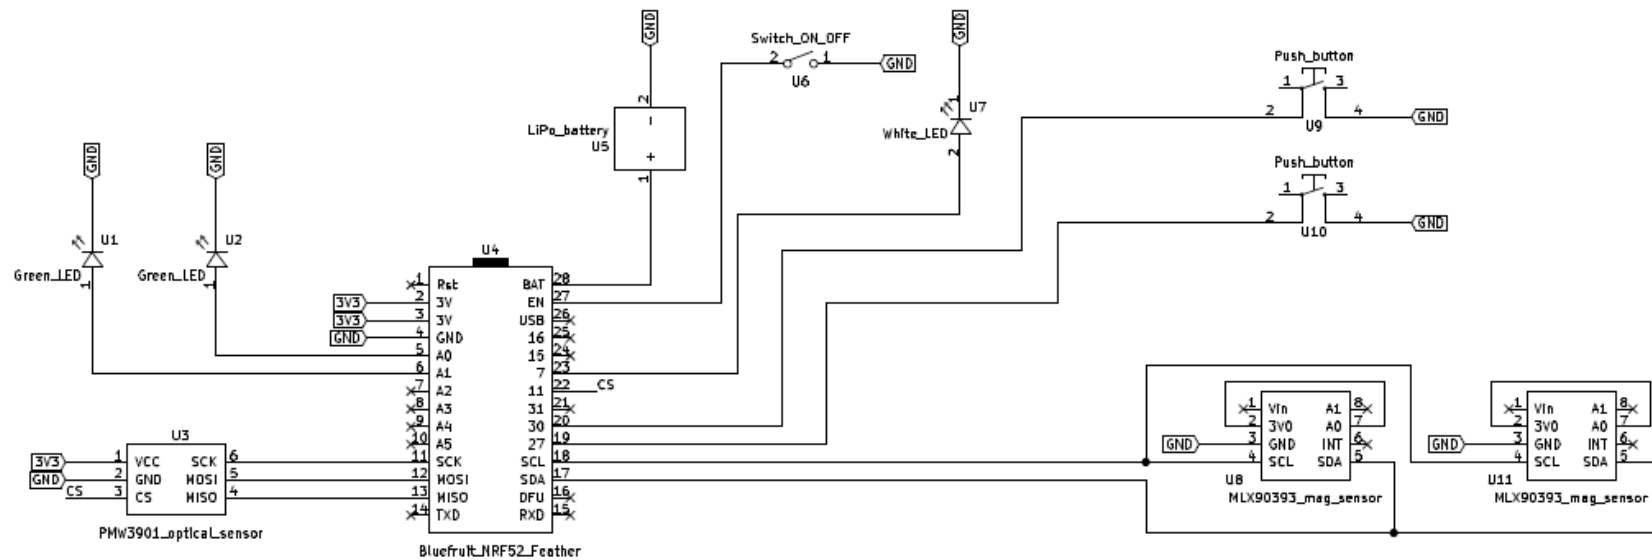 GND
GND
Switch_ON_OFF
2 1
GND
U6
Push_button
1 3
2 4
GND
U9
2
LiPo_battery
U5
-
+
1
1
U7
White_LED
2
Push_button
1 3
2 4
GND
U10
GND
GND
U1
Green_LED
1
U2
Green_LED
1
U4
1 Rst BAT 28
3V3 2 3V EN 27
3V3 3 3V USB 26
GND 4 GND 16 25
5 A0 15 24
6 A1 7 23
7 A2 11 22 CS
8 A3 31 21
9 A4 30 20
10 A5 27 19
11 SCK SCL 18
12 MOSI SDA 17
13 MISO DFU 16
14 TXD RXD 15
Bluefruit_NRF52_Feather
U3
3V3 1 VCC SCK 6
GND 2 GND MOSI 5
CS 3 CS MISO 4
PMW3901_optical_sensor
1 Vin A1 8
2 3V0 A0 7
GND 3 GND INT 6
4 SCL SDA 5
U8
MLX90393_mag_sensor
1 Vin A1 8
2 3V0 A0 7
GND 3 GND INT 6
4 SCL SDA 5
U11
MLX90393_mag_sensor